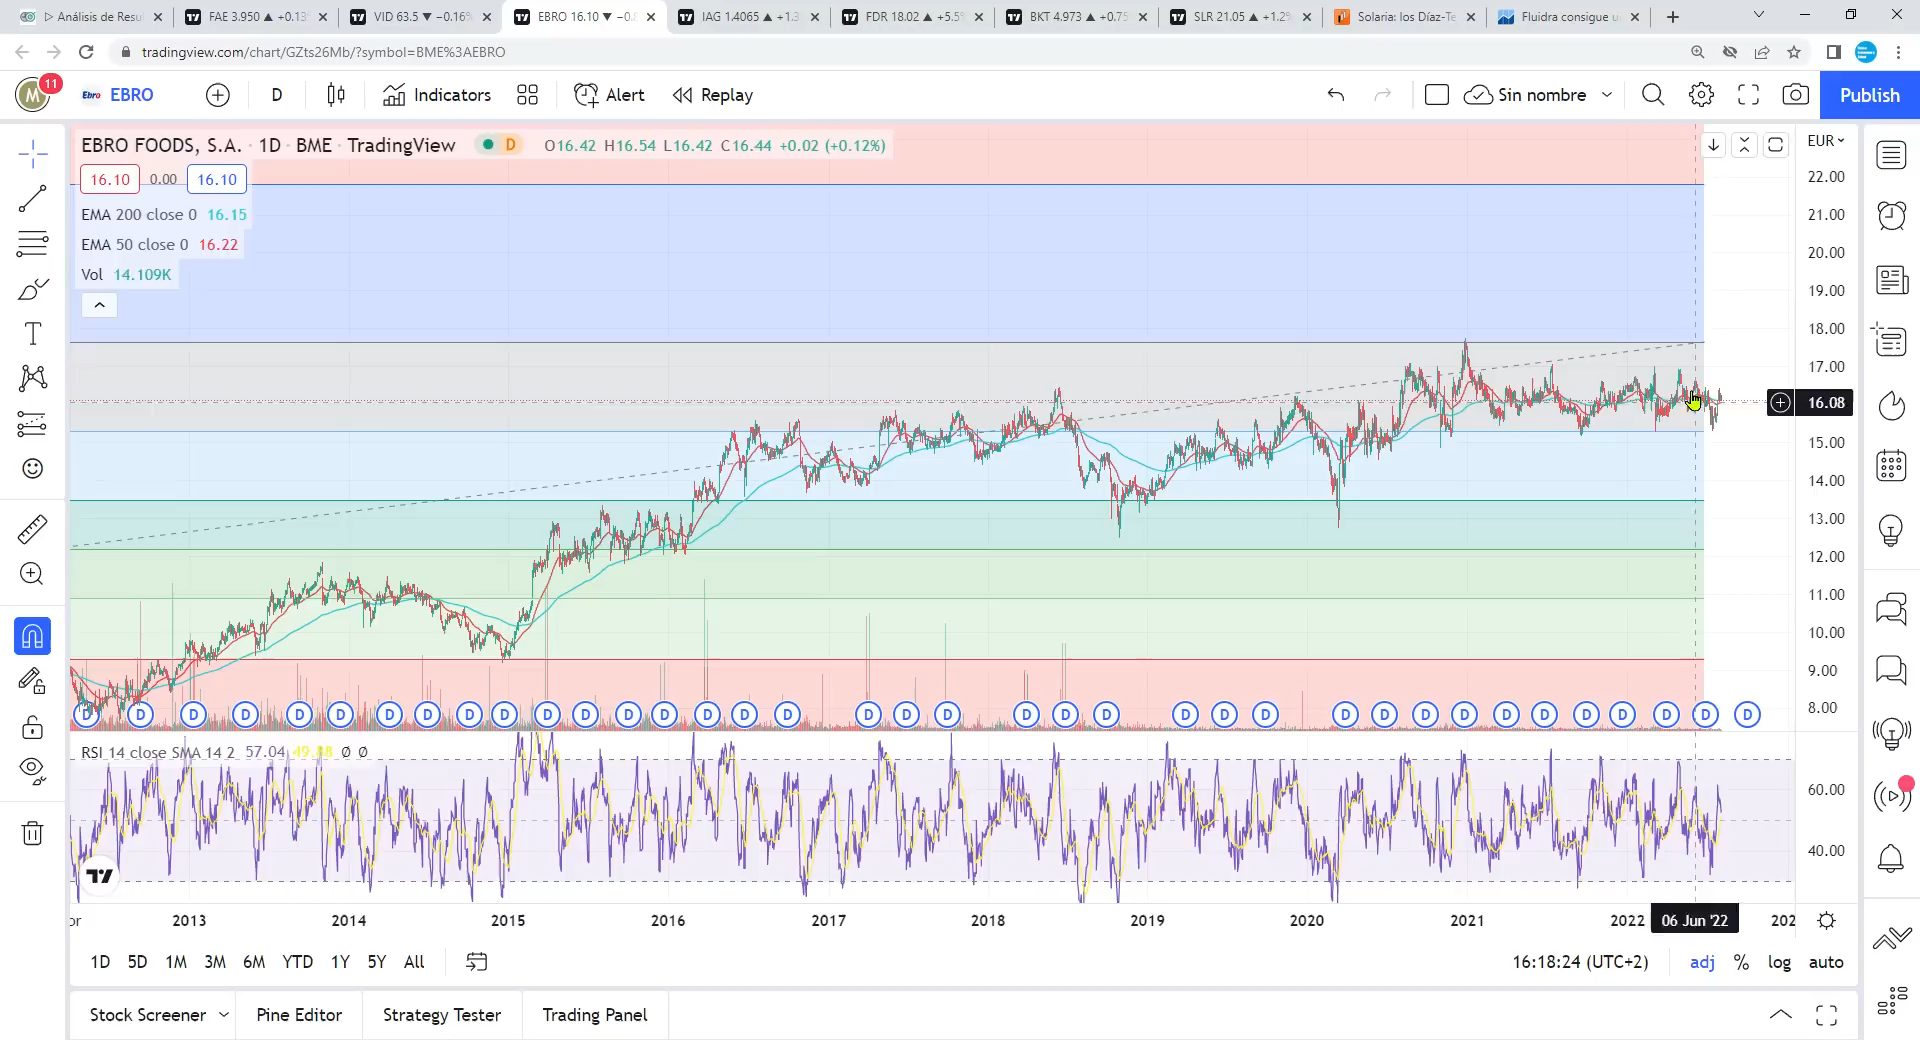 Análisis de Resu
FAE 3.950 ▲ +0.13
VID 63.5 ▼ −0.16%
EBRO 16.10 ▼ −0.
IAG 1.4065 ▲ +1.
FDR 18.02 ▲ +5.5
BKT 4.973 ▲ +0.75
SLR 21.05 ▲ +1.2%
Solaria: los Díaz-Te
Fluidra consigue u
tradingview.com/chart/GZts26Mb/?symbol=BME%3AEBRO
M
11
Ebro
EBRO
D
Indicators
Alert
Replay
Sin nombre
Publish
EBRO FOODS, S.A. · 1D · BME · TradingView
D
O16.42 H16.54 L16.42 C16.44 +0.02 (+0.12%)
EUR
16.10
0.00
16.10
EMA 200 close 0 16.15
EMA 50 close 0 16.22
Vol 14.109K
22.00
21.00
20.00
19.00
18.00
17.00
16.08
15.00
14.00
13.00
12.00
11.00
10.00
9.00
8.00
D D D D D D D D D D D D D D D D D D D D D D D D D D D D D D D D D D D D D
RSI 14 close SMA 14 2 57.04 49.88 Ø Ø
60.00
40.00
2013 2014 2015 2016 2017 2018 2019 2020 2021 2022 06 Jun '22 202
1D 5D 1M 3M 6M YTD 1Y 5Y All
16:18:24 (UTC+2)
adj % log auto
Stock Screener
Pine Editor
Strategy Tester
Trading Panel